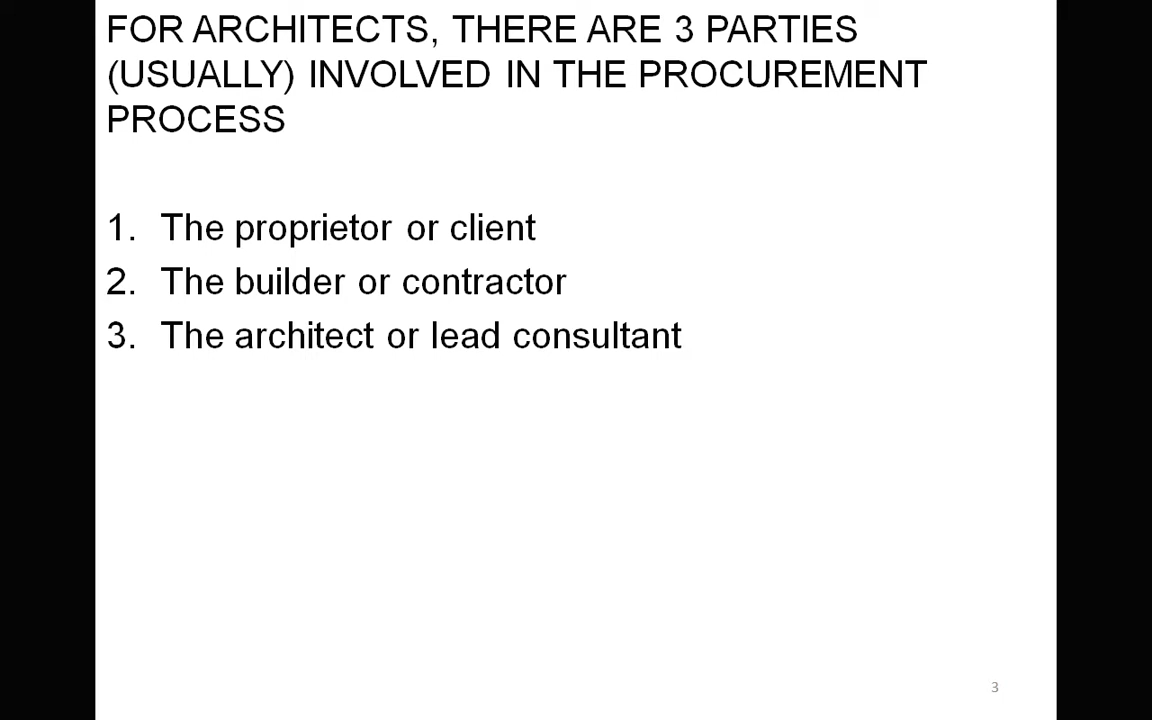 FOR ARCHITECTS, THERE ARE 3 PARTIES
(USUALLY) INVOLVED IN THE PROCUREMENT
PROCESS
1. The proprietor or client
2. The builder or contractor
3. The architect or lead consultant
3